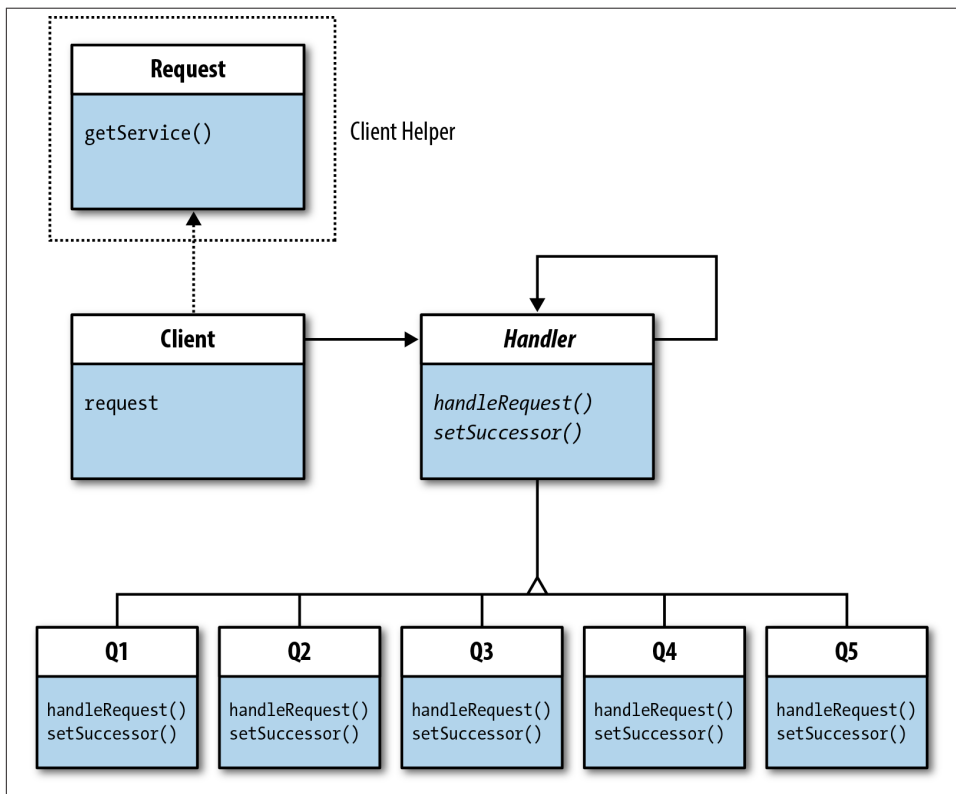 Request
getService()
Client Helper
Client
request
Handler
handleRequest()
setSuccessor()
Q1
handleRequest()
setSuccessor()
Q2
handleRequest()
setSuccessor()
Q3
handleRequest()
setSuccessor()
Q4
handleRequest()
setSuccessor()
Q5
handleRequest()
setSuccessor()